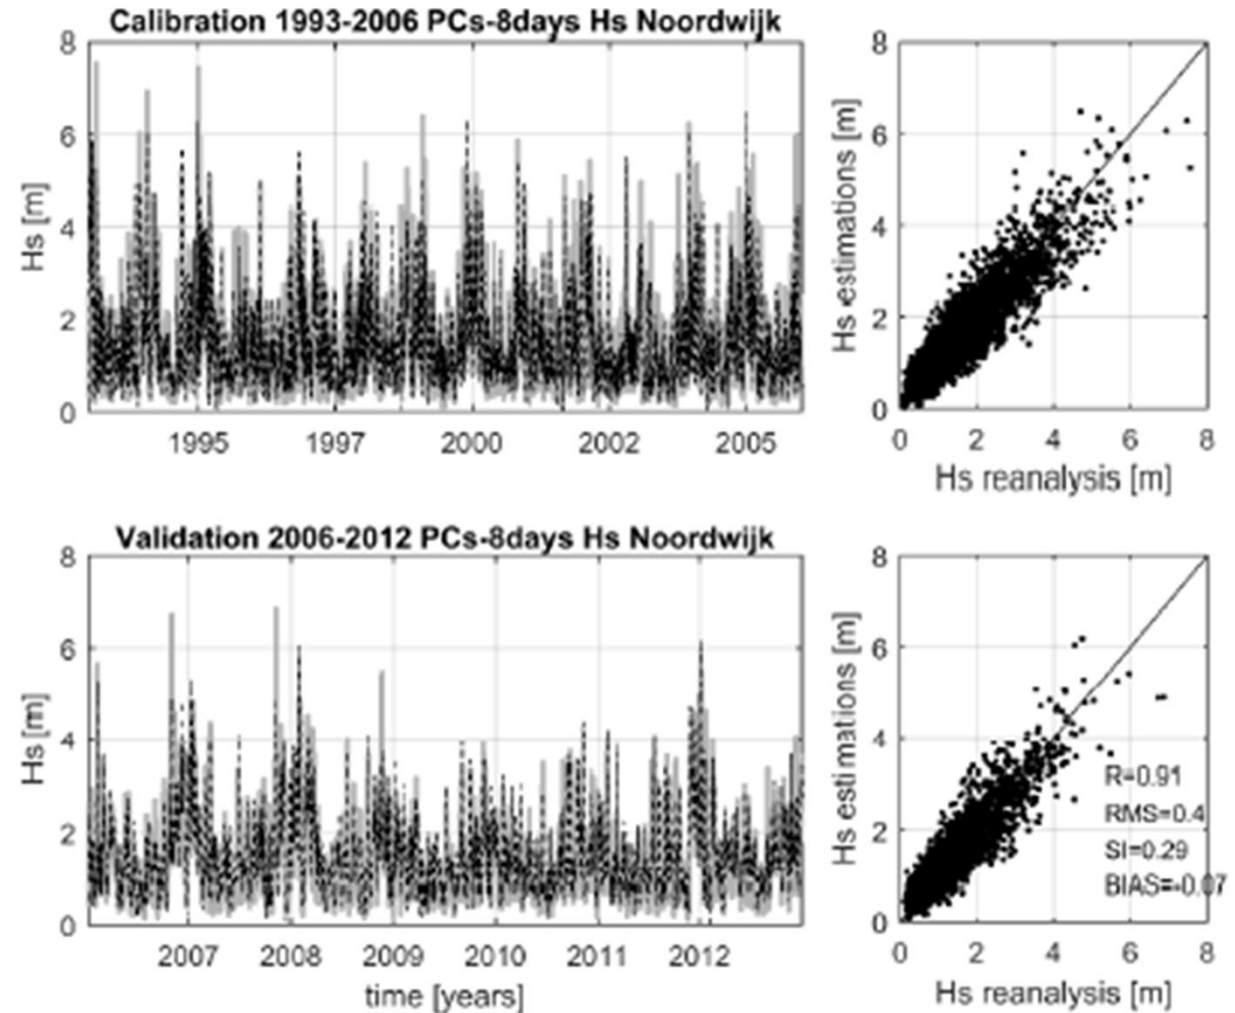 Calibration 1993-2006 PCs-8days Hs Noordwijk
8
6
4
2
0
Hs [m]
1995 1997 2000 2002 2005
8
6
4
2
0
Hs estimations [m]
0 2 4 6 8
Hs reanalysis [m]
Validation 2006-2012 PCs-8days Hs Noordwijk
8
6
4
2
0
Hs [m]
2007 2008 2009 2010 2011 2012
time [years]
8
6
4
2
0
Hs estimations [m]
R=0.91
RMS=0.4
SI=0.29
BIAS=-0.07
0 2 4 6 8
Hs reanalysis [m]